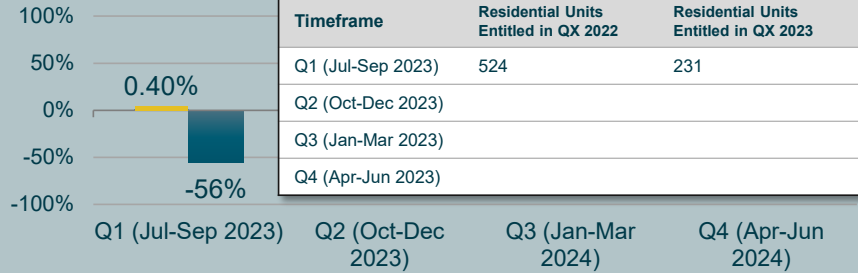 100%
50%
0%
-50%
-100%
0.40%
-56%
Timeframe
Residential Units
Entitled in QX 2022
Residential Units
Entitled in QX 2023
Q1 (Jul-Sep 2023) 524 231
Q2 (Oct-Dec 2023)
Q3 (Jan-Mar 2023)
Q4 (Apr-Jun 2023)
Q1 (Jul-Sep 2023)
Q2 (Oct-Dec
2023)
Q3 (Jan-Mar
2024)
Q4 (Apr-Jun
2024)